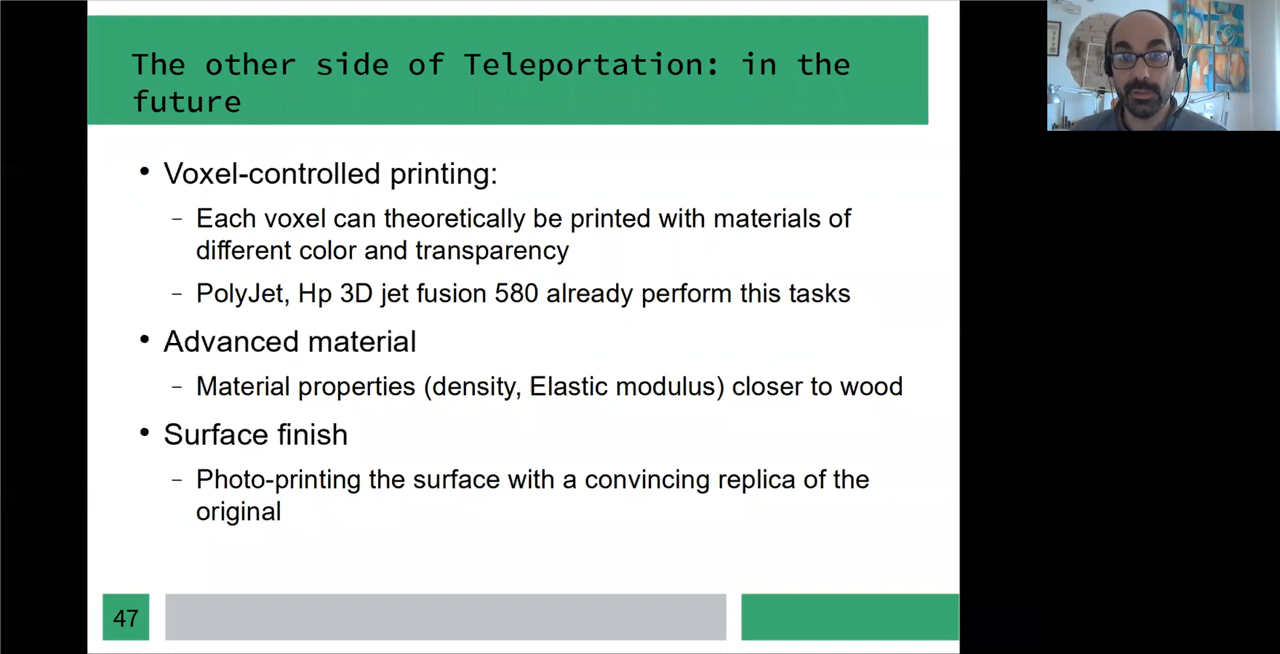 The other side of Teleportation: in the
future
• Voxel-controlled printing:
– Each voxel can theoretically be printed with materials of
different color and transparency
– PolyJet, Hp 3D jet fusion 580 already perform this tasks
• Advanced material
– Material properties (density, Elastic modulus) closer to wood
• Surface finish
– Photo-printing the surface with a convincing replica of the
original
47